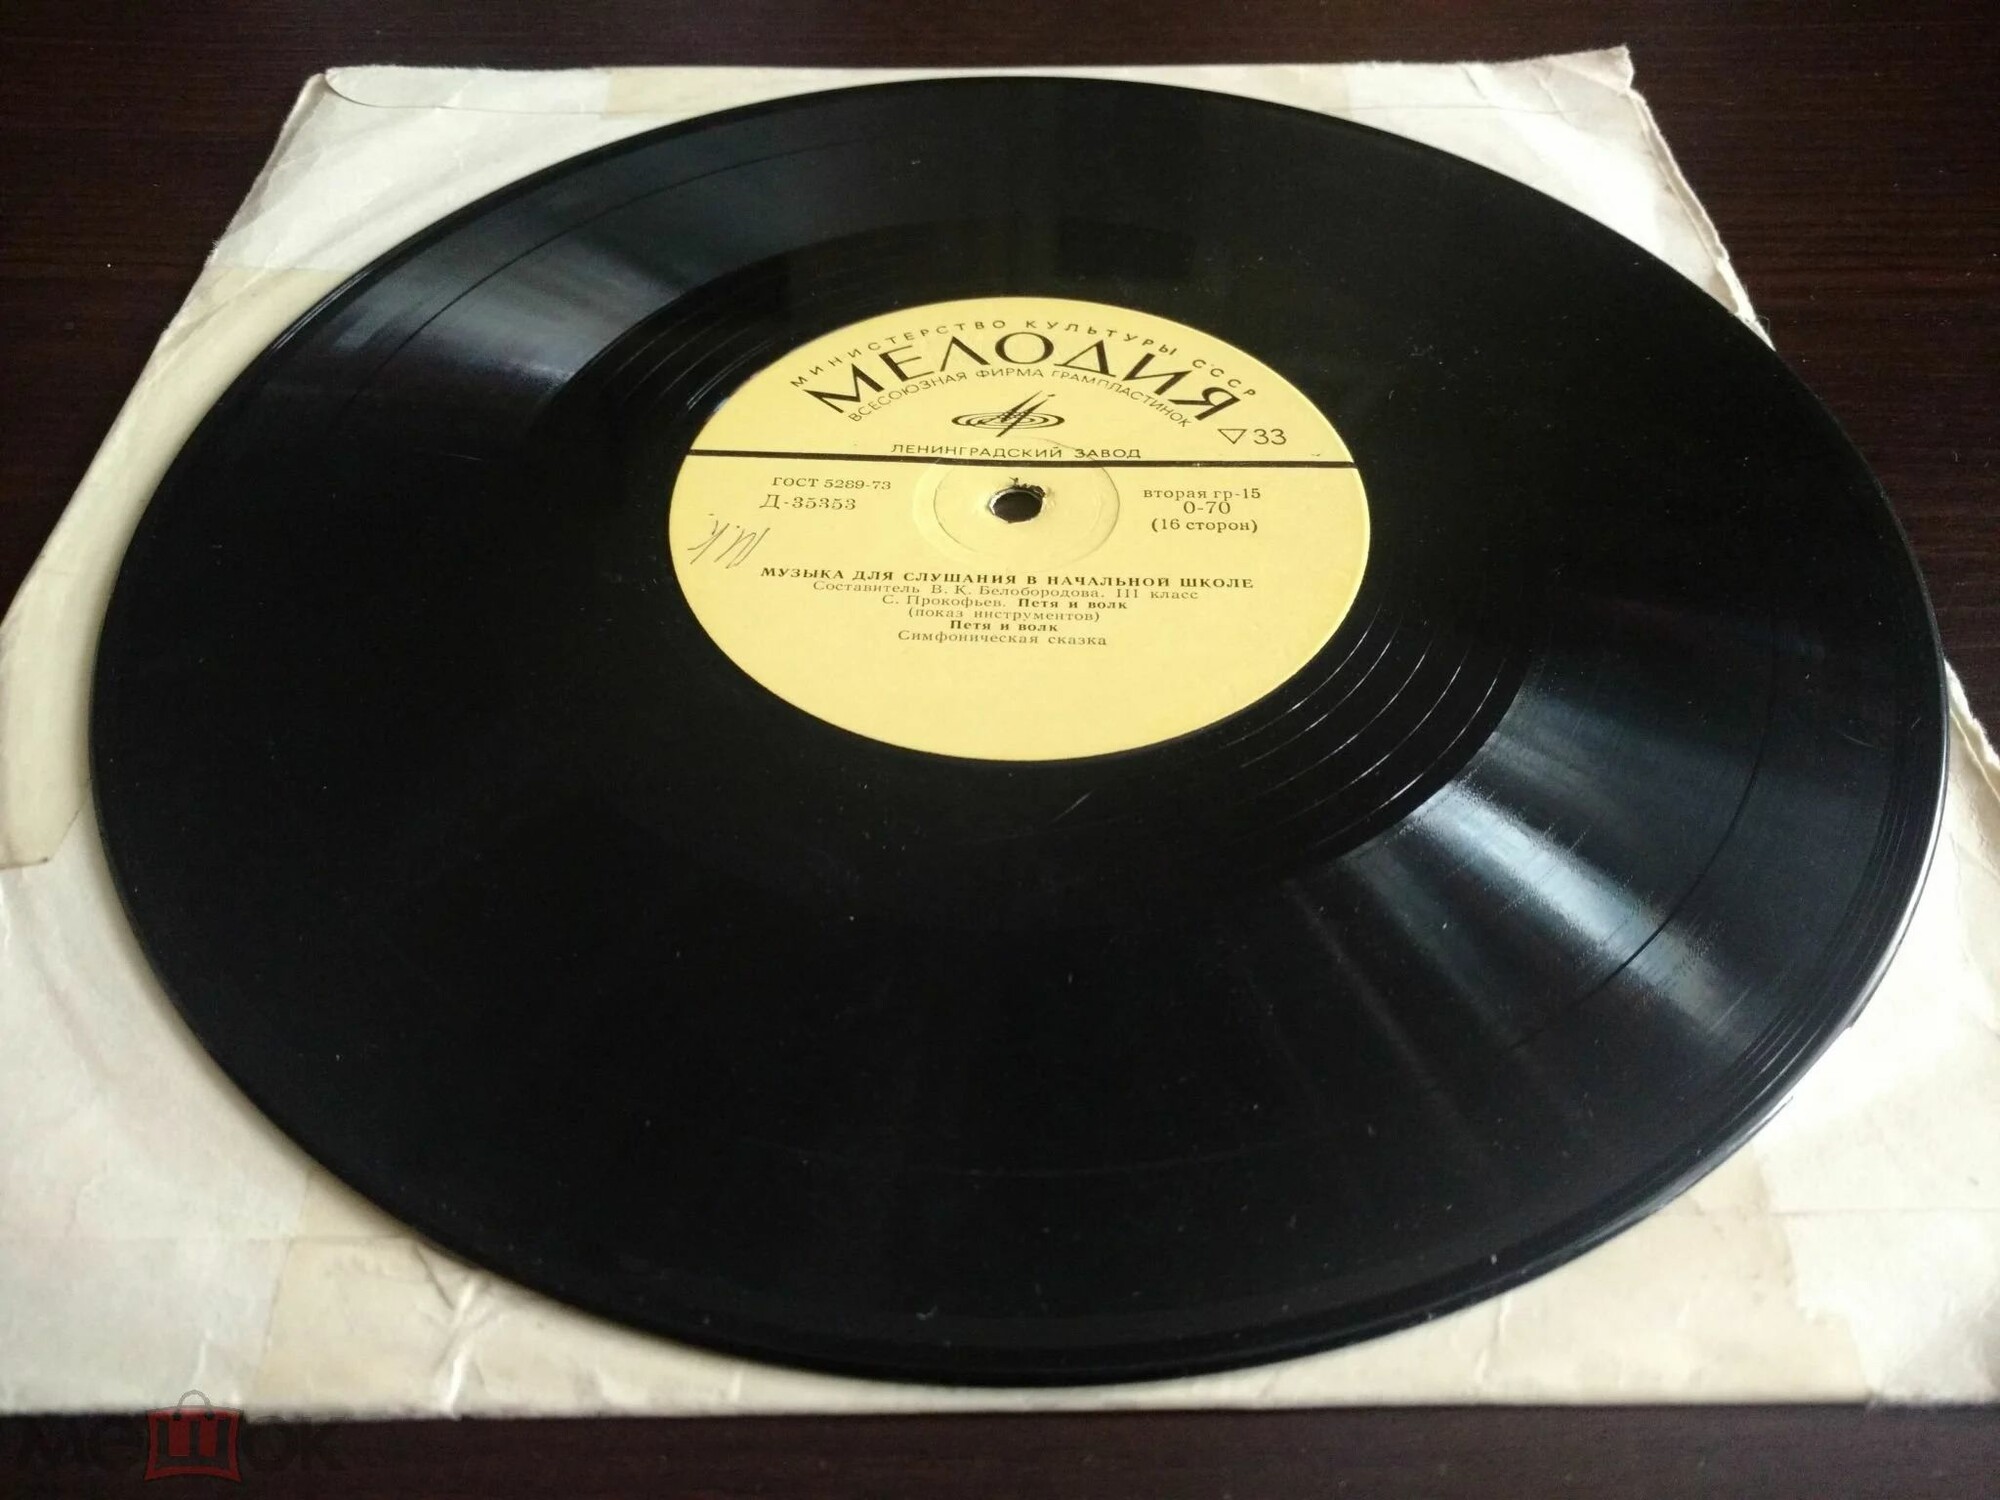 МИНИСТЕРСТВО КУЛЬТУРЫ СССР
МЕЛОДИЯ
ВСЕСОЮЗНАЯ ФИРМА ГРАМПЛАСТИНОК
▽33
ЛЕНИНГРАДСКИЙ ЗАВОД
ГОСТ 5289-73
Д-35353
вторая гр-15
0-70
(16 сторон)
МУЗЫКА ДЛЯ СЛУШАНИЯ В НАЧАЛЬНОЙ ШКОЛЕ
Составитель В. К. Белобородова. III класс
С. Прокофьев. Петя и волк
(показ инструментов)
Петя и волк
Симфоническая сказка
мешок